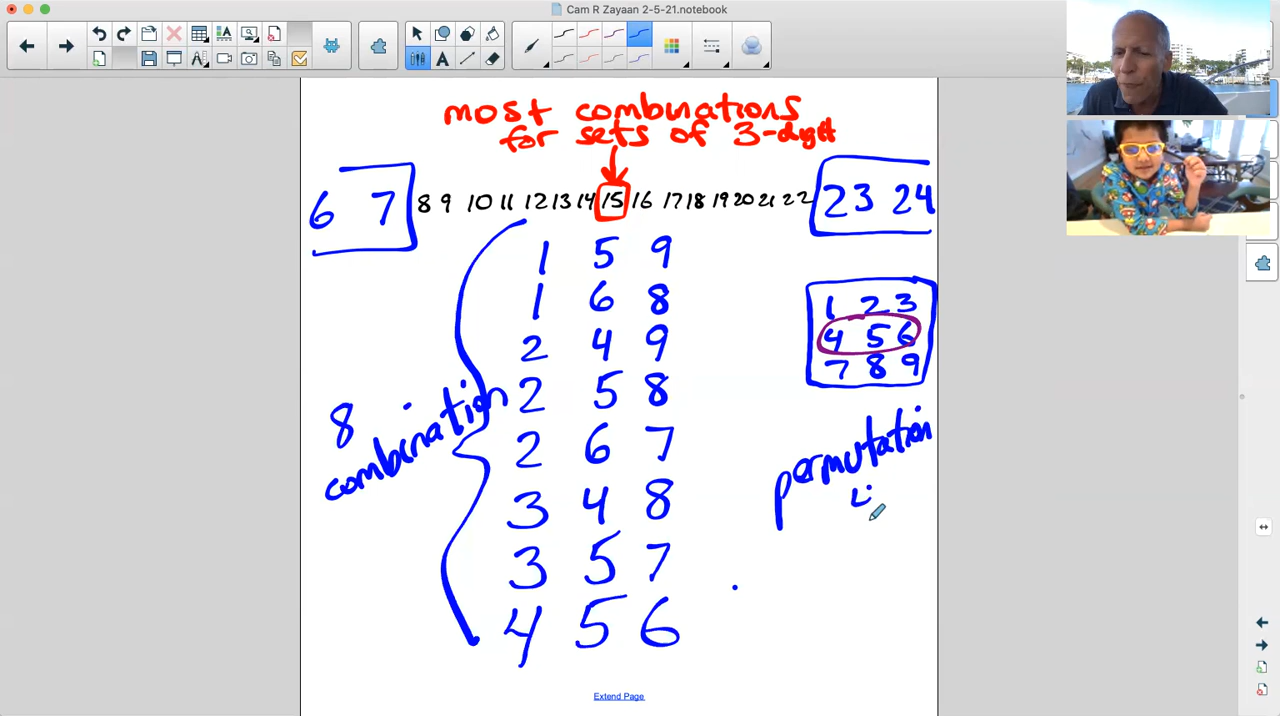 Cam R Zayaan 2-5-21.notebook
most combinations
for sets of 3-digit
6 7 8 9 10 11 12 13 14 15 16 17 18 19 20 21 22 23 24
1 5 9
1 6 8
2 4 9
2 5 8
2 6 7
3 4 8
3 5 7
4 5 6
8
combination
1 2 3
4 5 6
7 8 9
permutation
Extend Page